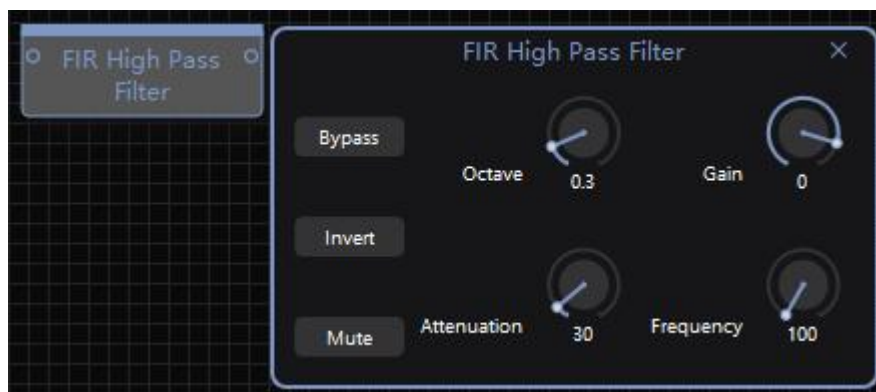 FIR High Pass
Filter
FIR High Pass Filter
×
Bypass
Octave
0.3
Gain
0
Invert
Attenuation
30
Frequency
100
Mute